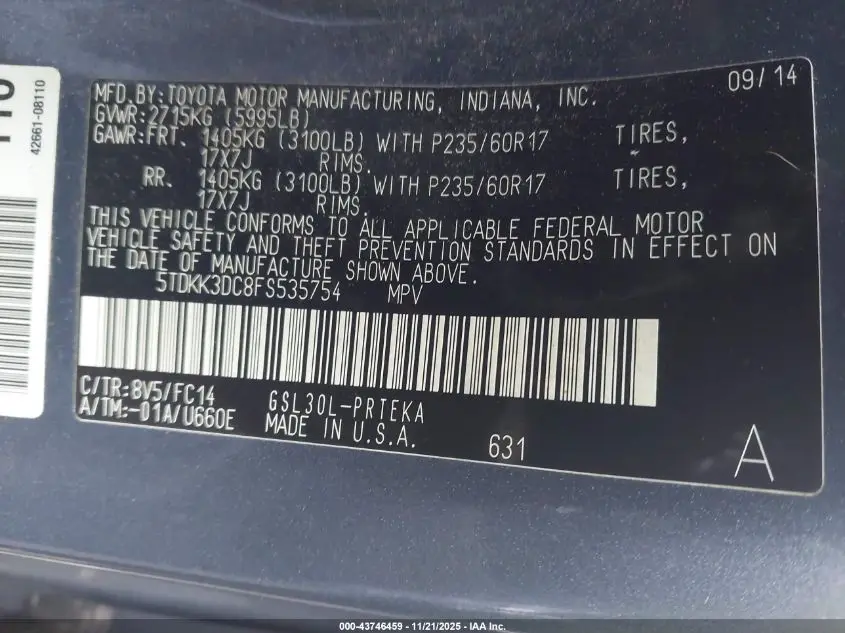 110
42661-08110
09/14
MFD.BY:TOYOTA MOTOR MANUFACTURING, INDIANA, INC.
GVWR:2715KG (5995LB)
GAWR:FRT. 1405KG (3100LB) WITH P235/60R17 TIRES,
17X7J RIMS.
RR. 1405KG (3100LB) WITH P235/60R17 TIRES,
17X7J RIMS.
THIS VEHICLE CONFORMS TO ALL APPLICABLE FEDERAL MOTOR
VEHICLE SAFETY AND THEFT PREVENTION STANDARDS IN EFFECT ON
THE DATE OF MANUFACTURE SHOWN ABOVE.
5TDKK3DC8FS535754 MPV
C/TR:8V5/FC14
A/TM:-01A/U660E
GSL30L-PRTEKA
MADE IN U.S.A.
631
A
000-43746459 - 11/21/2025 - IAA Inc.